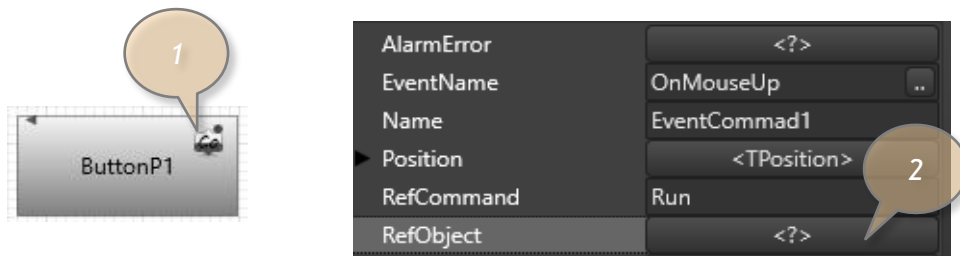 1
ButtonP1
AlarmError <?>
EventName OnMouseUp ..
Name EventCommad1
Position <TPosition>
2
RefCommand Run
RefObject <?>